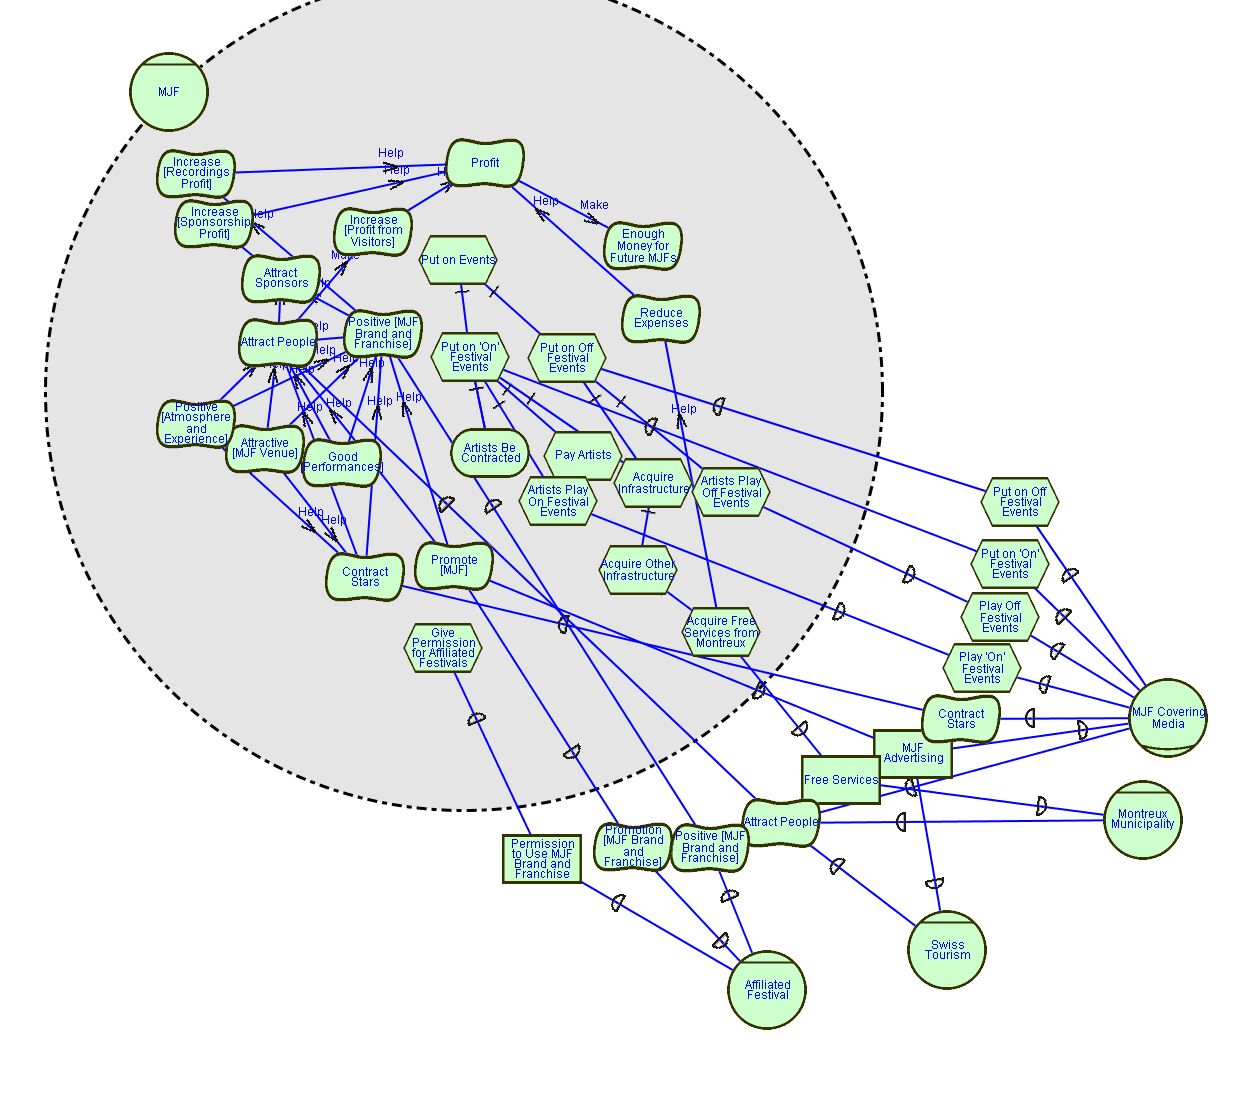 MJF
Increase
[Recordings
Profit]
Help
Help
Profit
Increase
[Sponsorship
Profit]
Help
Increase
[Profit from
Visitors]
Help
Make
Enough
Money for
Future MJFs
Put on Events
Attract
Sponsors
Reduce
Expenses
Attract People
Positive [MJF
Brand and
Franchise]
Put on 'On'
Festival
Events
Put on Off
Festival
Events
Help
Help
Help
Help
Help
Help
Help
Help
Positive
[Atmosphere
and
Experience]
Attractive
[MJF Venue]
Good
[Performances]
Artists Be
Contracted
Pay Artists
Acquire
Infrastructure
Artists Play
On Festival
Events
Artists Play
Off Festival
Events
Help
Help
Contract
Stars
Promote
[MJF]
Acquire Other
Infrastructure
Acquire Free
Services from
Montreux
Give
Permission
for Affiliated
Festivals
Put on Off
Festival
Events
Put on 'On'
Festival
Events
Play Off
Festival
Events
Play 'On'
Festival
Events
Contract
Stars
MJF Covering
Media
MJF
Advertising
Free Services
Montreux
Municipality
Attract People
Positive [MJF
Brand and
Franchise]
Promotion
[MJF Brand
and
Franchise]
Permission
to Use MJF
Brand and
Franchise
Swiss
Tourism
Affiliated
Festival